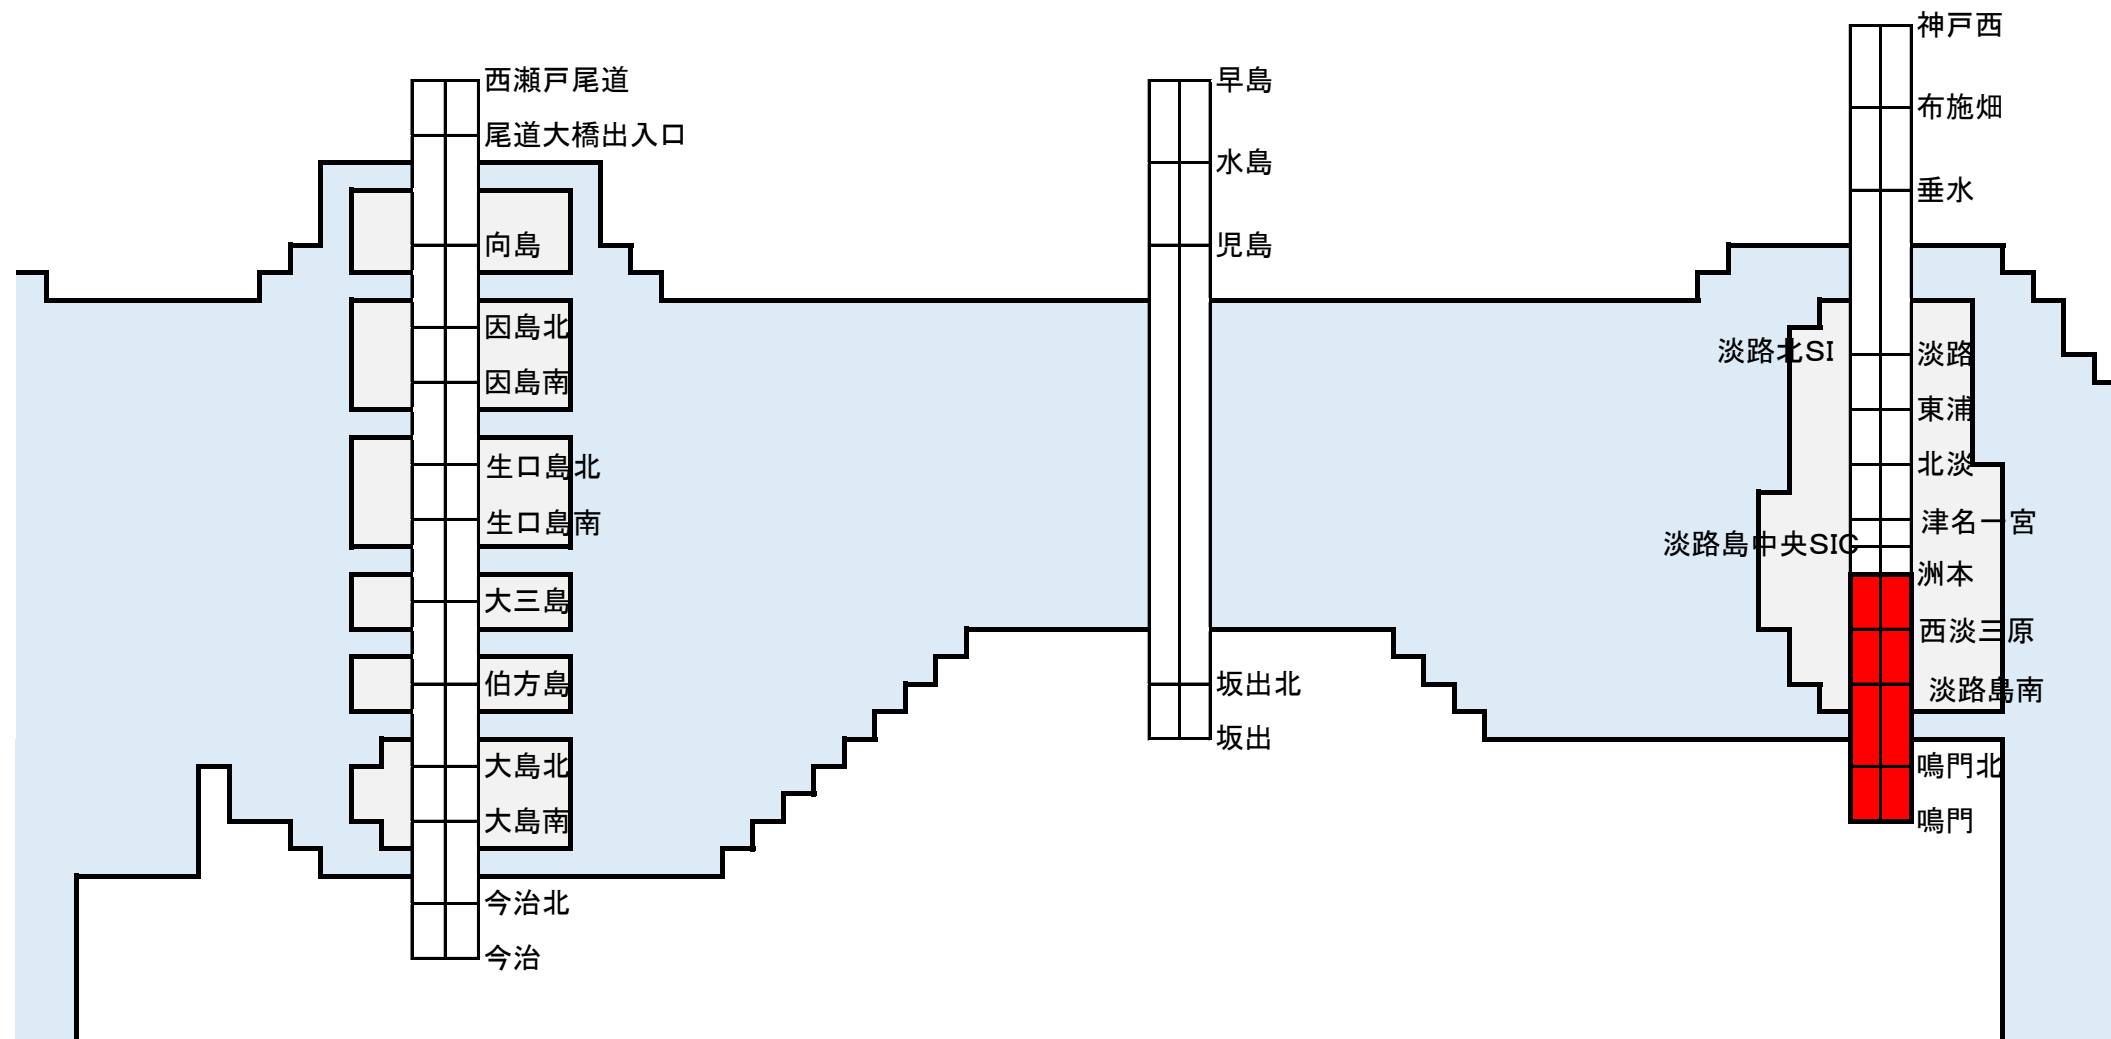 西瀬戸尾道
尾道大橋出入口
向島
因島北
因島南
生口島北
生口島南
大三島
伯方島
大島北
大島南
今治北
今治
早島
水島
児島
坂出北
坂出
神戸西
布施畑
垂水
淡路北SI
淡路
東浦
北淡
津名一宮
淡路島中央SIC
洲本
西淡三原
淡路島南
鳴門北
鳴門